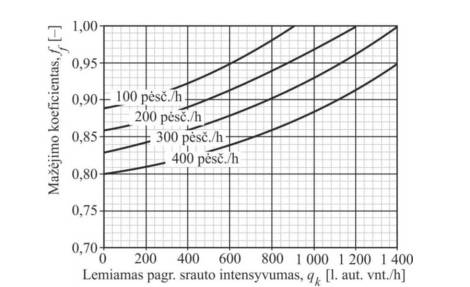 Mažėjimo koeficientas, f_f [–]
1,00
0,95
0,90
0,85
0,80
0,75
0,70
100 pėsč./h
200 pėsč./h
300 pėsč./h
400 pėsč./h
0 200 400 600 800 1 000 1 200 1 400
Lemiamas pagr. srauto intensyvumas, q_k [l. aut. vnt./h]